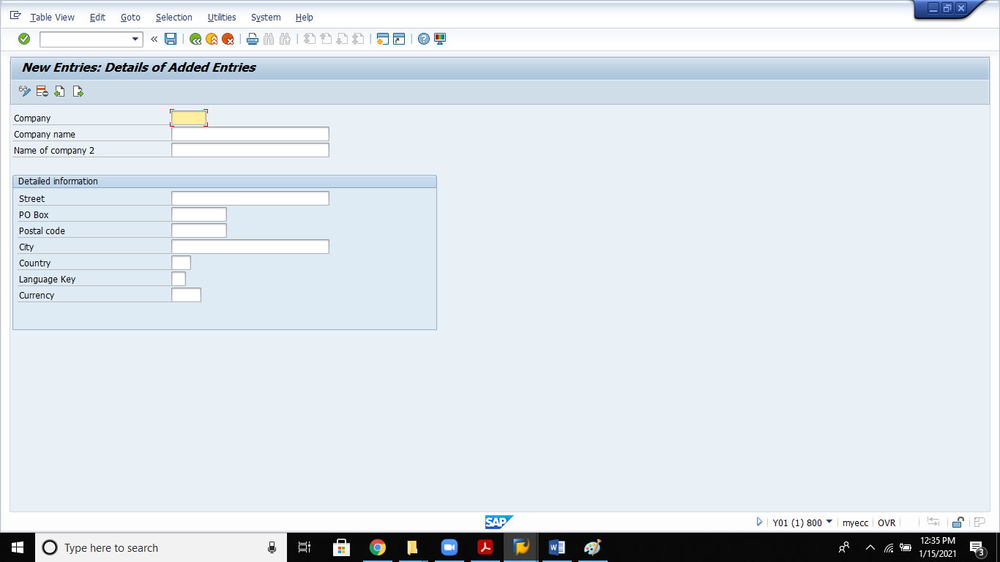 Table View Edit Goto Selection Utilities System Help
New Entries: Details of Added Entries
Company
Company name
Name of company 2
Detailed information
Street
PO Box
Postal code
City
Country
Language Key
Currency
SAP
Y01 (1) 800 myecc OVR
Type here to search
12:35 PM
1/15/2021
3